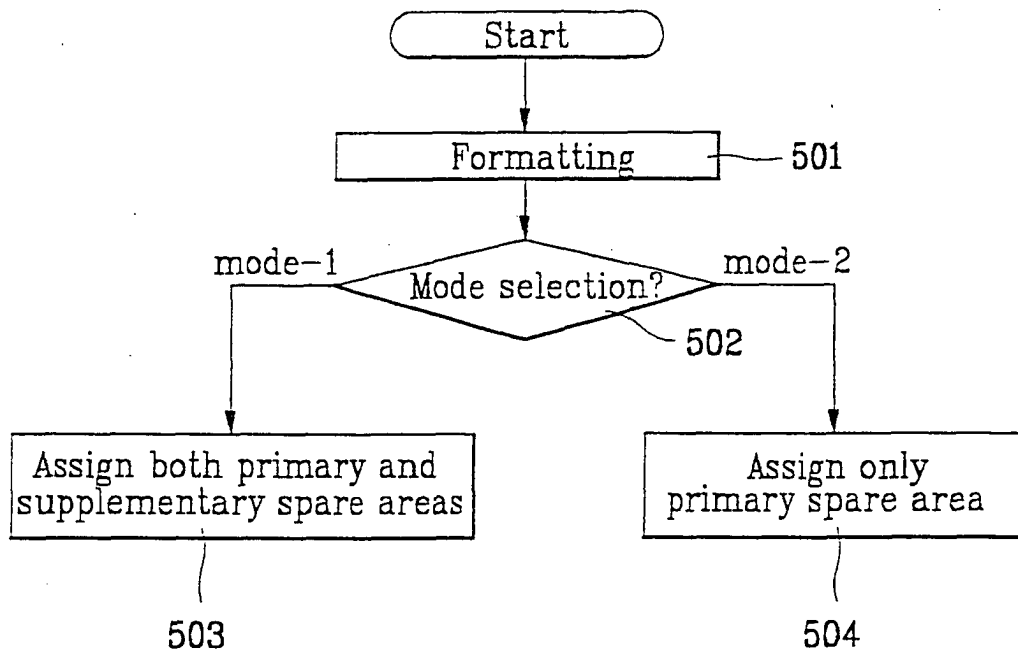 Start
Formatting
501
mode-1
Mode selection?
mode-2
502
Assign both primary and
supplementary spare areas
Assign only
primary spare area
503
504